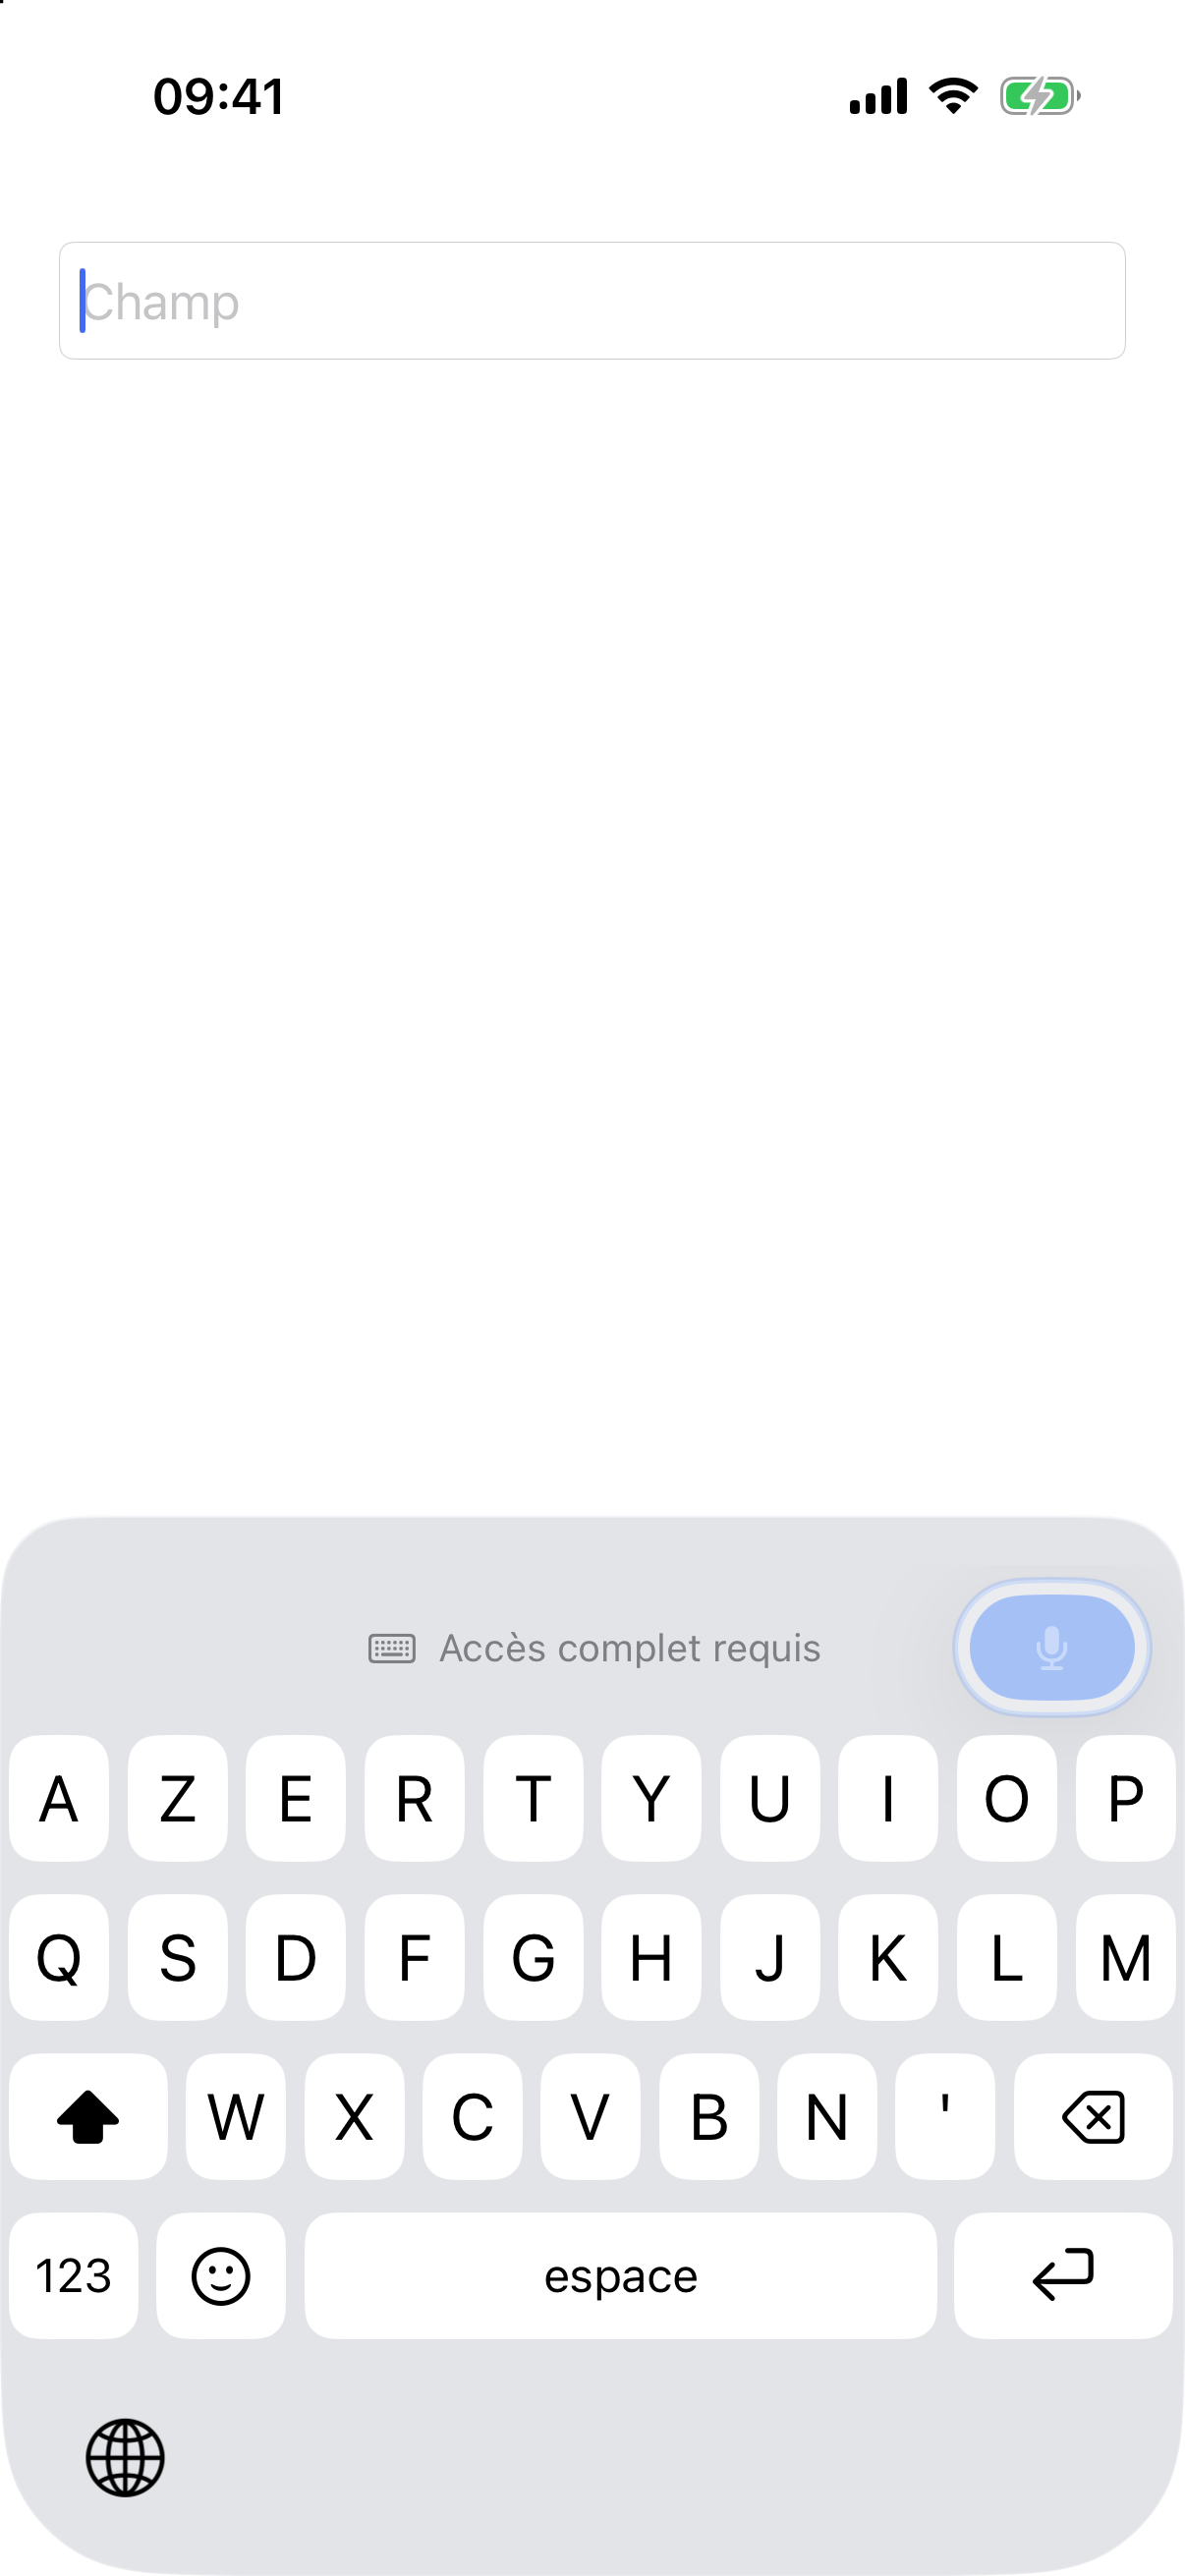 09:41
Champ
Accès complet requis
A Z E R T Y U I O P
Q S D F G H J K L M
W X C V B N '
123 espace